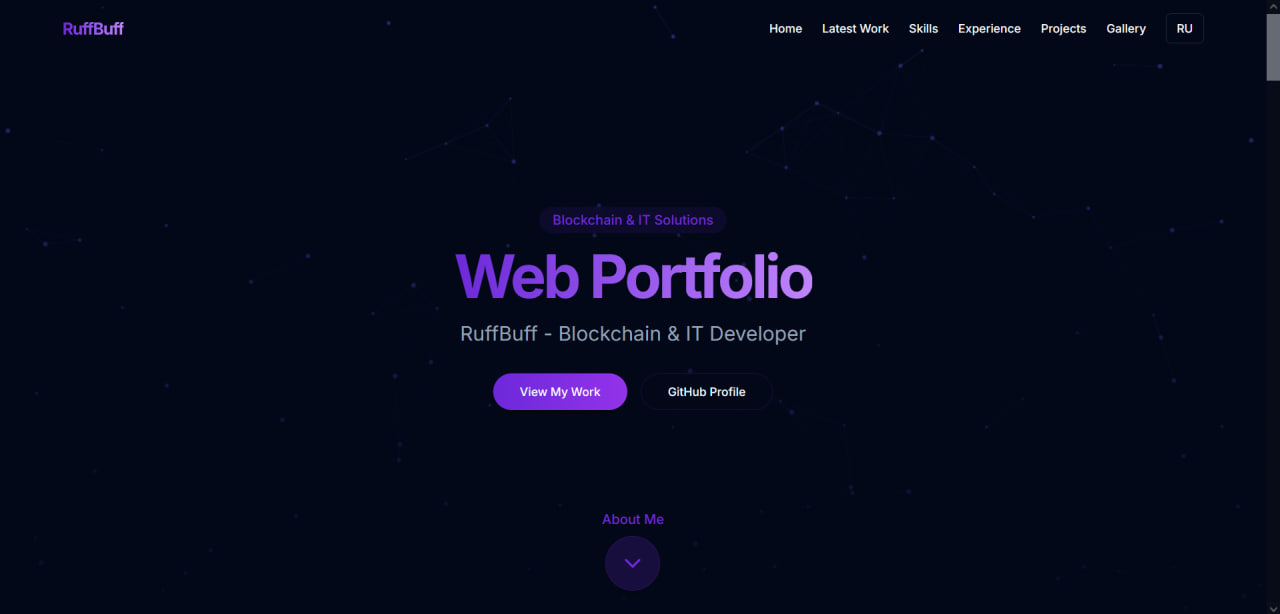 RuffBuff
Home Latest Work Skills Experience Projects Gallery RU
Blockchain & IT Solutions
Web Portfolio
RuffBuff - Blockchain & IT Developer
View My Work GitHub Profile
About Me